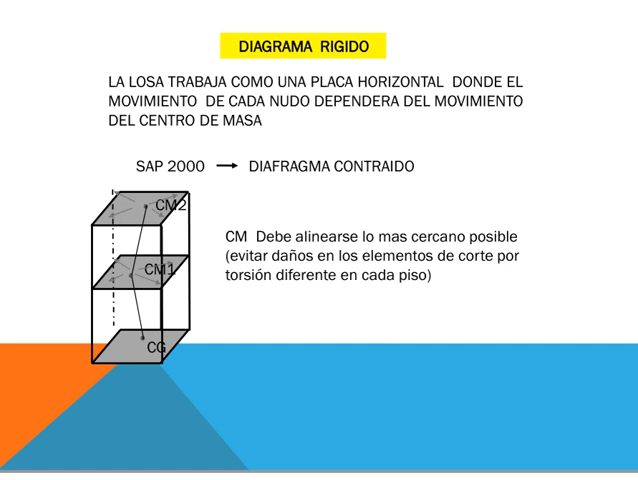 DIAGRAMA RIGIDO
LA LOSA TRABAJA COMO UNA PLACA HORIZONTAL DONDE EL
MOVIMIENTO DE CADA NUDO DEPENDERA DEL MOVIMIENTO
DEL CENTRO DE MASA
SAP 2000 → DIAFRAGMA CONTRAIDO
CM2
CM Debe alinearse lo mas cercano posible
(evitar daños en los elementos de corte por
torsión diferente en cada piso)
CM1
CG